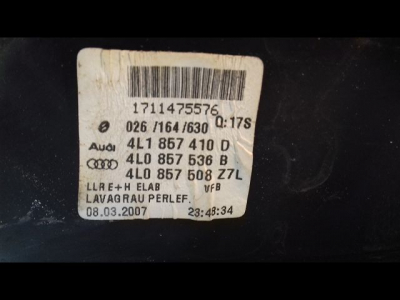 1711475576
026 /164/630 Q:17S
Audi 4L1 857 410 D
4L0 857 536 B
4L0 857 508 Z7L
LLR E+H ELAB VFB
LAVAGRAU PERLEF.
08.03.2007 23:48:34